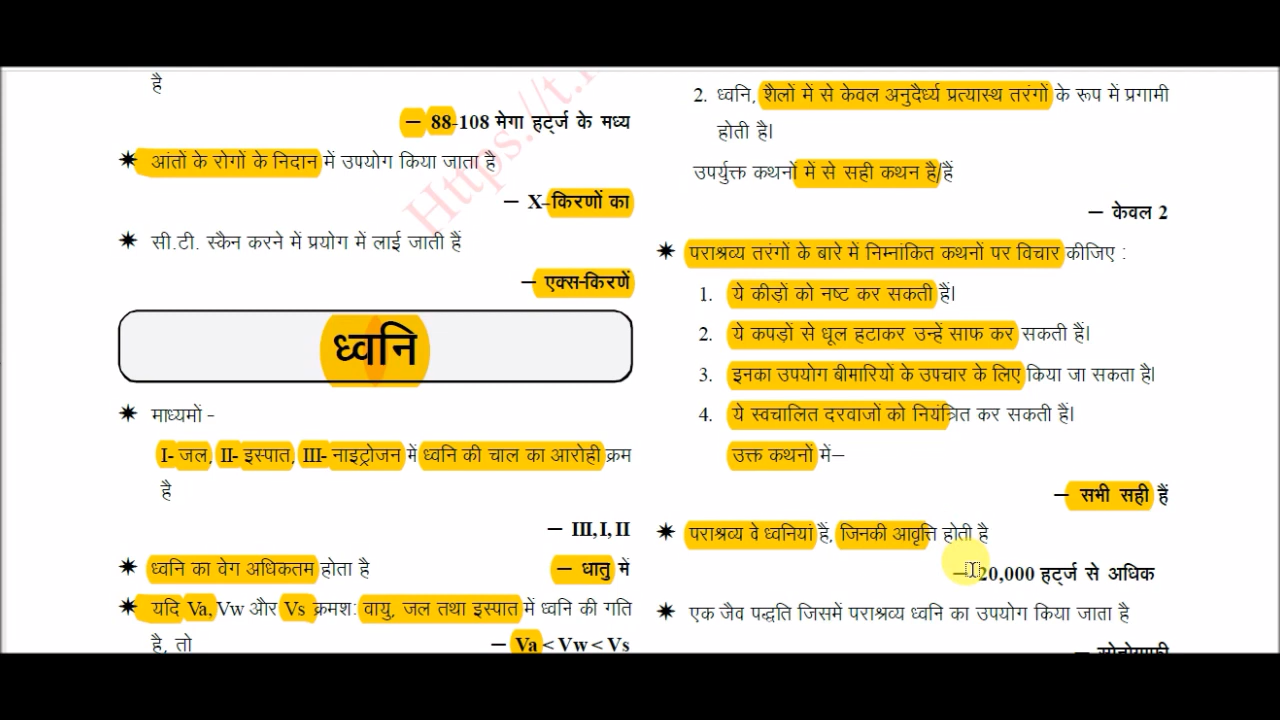 है
– 88-108 मेगा हर्ट्ज के मध्य
✷ आंतों के रोगों के निदान में उपयोग किया जाता है
– X-किरणों का
✷ सी.टी. स्कैन करने में प्रयोग में लाई जाती हैं
– एक्स-किरणें
ध्वनि
✷ माध्यमों -
I- जल, II- इस्पात, III- नाइट्रोजन में ध्वनि की चाल का आरोही क्रम
है
– III, I, II
✷ ध्वनि का वेग अधिकतम होता है – धातु में
✷ यदि Va, Vw और Vs क्रमश: वायु, जल तथा इस्पात में ध्वनि की गति
है, तो – Va < Vw < Vs
2. ध्वनि, शैलों में से केवल अनुदैर्ध्य प्रत्यास्थ तरंगों के रूप में प्रगामी
होती है।
उपर्युक्त कथनों में से सही कथन है/हैं
– केवल 2
✷ पराश्रव्य तरंगों के बारे में निम्नांकित कथनों पर विचार कीजिए :
1. ये कीड़ों को नष्ट कर सकती हैं।
2. ये कपड़ों से धूल हटाकर उन्हें साफ कर सकती हैं।
3. इनका उपयोग बीमारियों के उपचार के लिए किया जा सकता है।
4. ये स्वचालित दरवाजों को नियंत्रित कर सकती हैं।
उक्त कथनों में–
– सभी सही हैं
✷ पराश्रव्य वे ध्वनियां हैं, जिनकी आवृत्ति होती है
– 20,000 हर्ट्ज से अधिक
✷ एक जैव पद्धति जिसमें पराश्रव्य ध्वनि का उपयोग किया जाता है
– सोनोग्राफी
Https://t.